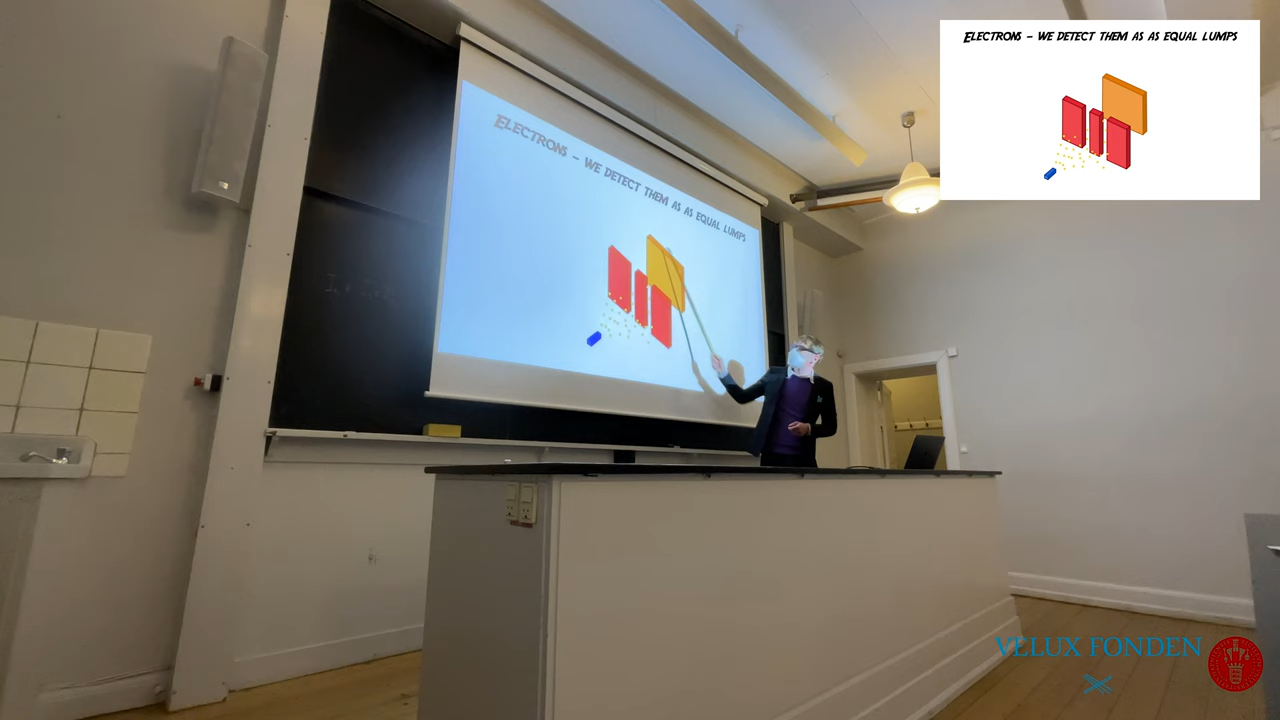 Electrons – we detect them as as equal lumps
Electrons – we detect them as as equal lumps
VELUX FONDEN